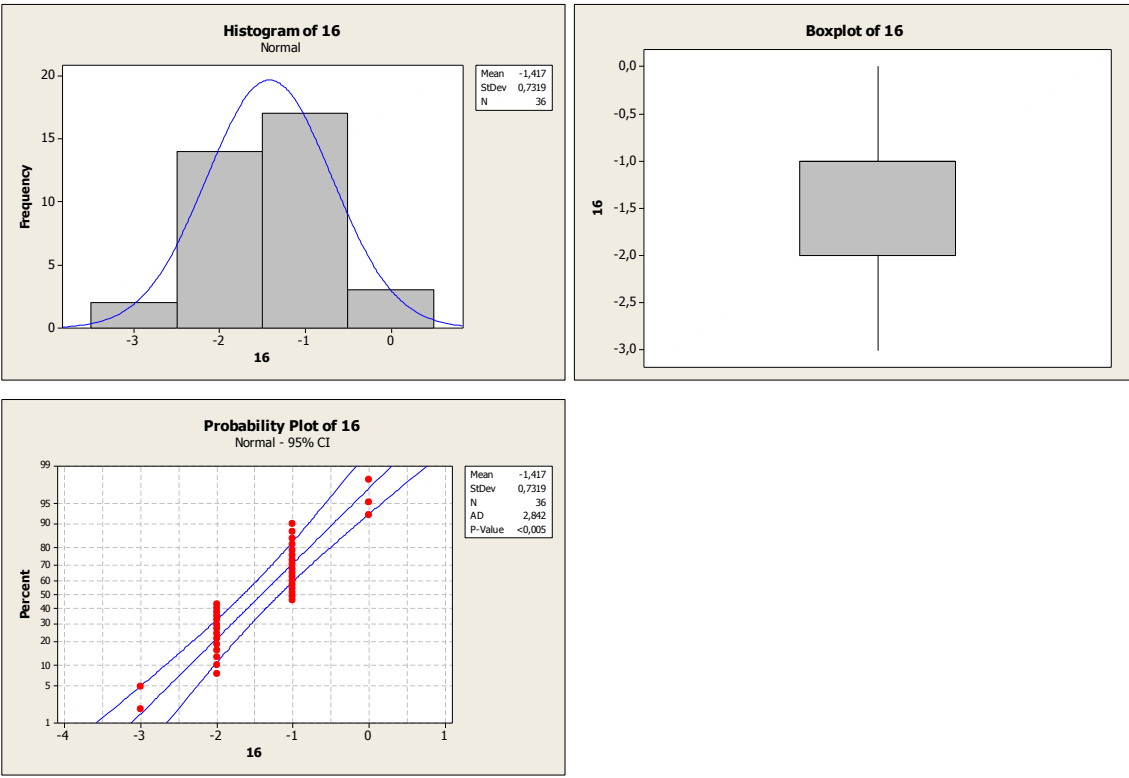 Histogram of 16
Normal
Mean -1,417
StDev 0,7319
N 36
20
15
10
5
0
Frequency
-3 -2 -1 0
16
Boxplot of 16
0,0
-0,5
-1,0
-1,5
-2,0
-2,5
-3,0
16
Probability Plot of 16
Normal - 95% CI
Mean -1,417
StDev 0,7319
N 36
AD 2,842
P-Value <0,005
99
95
90
80
70
60
50
40
30
20
10
5
1
Percent
-4 -3 -2 -1 0 1
16